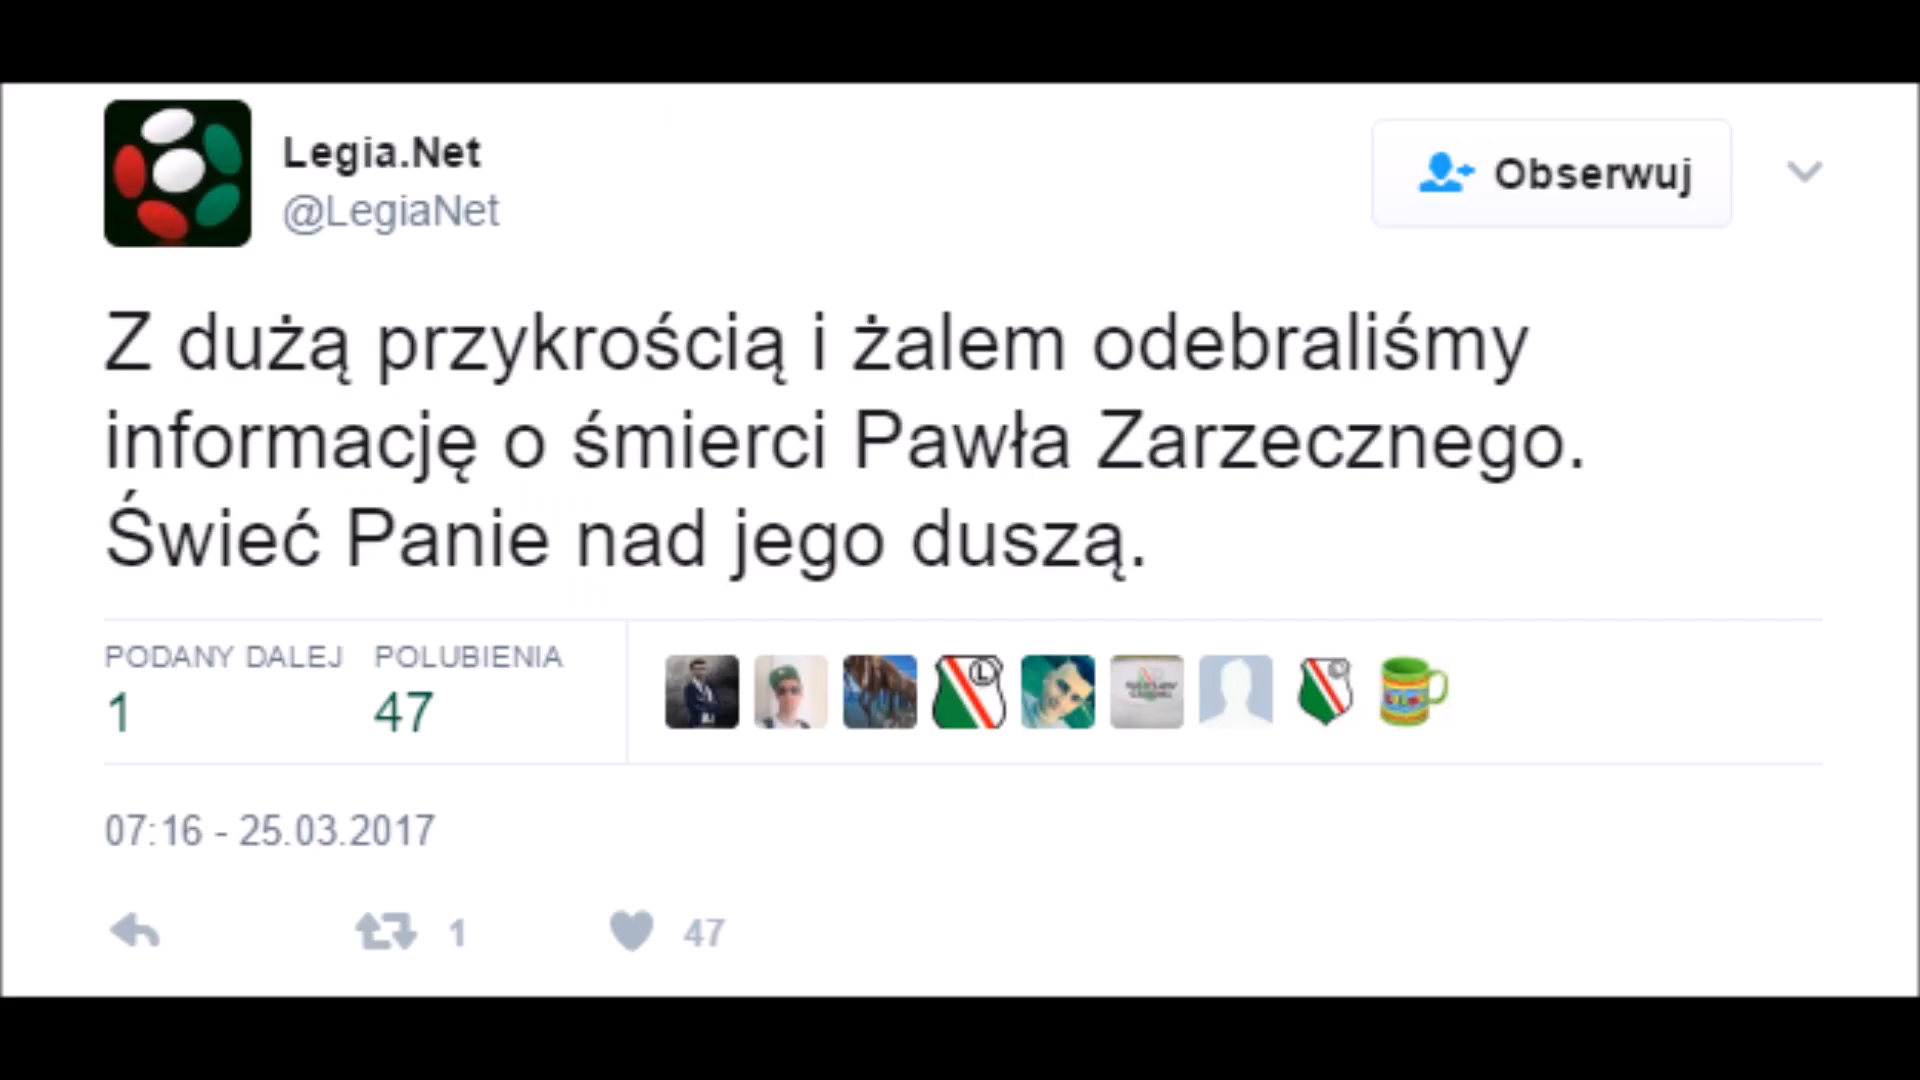 Legia.Net
@LegiaNet
Obserwuj
Z dużą przykrością i żalem odebraliśmy
informację o śmierci Pawła Zarzecznego.
Świeć Panie nad jego duszą.
PODANY DALEJ POLUBIENIA
1 47
07:16 - 25.03.2017
1 47